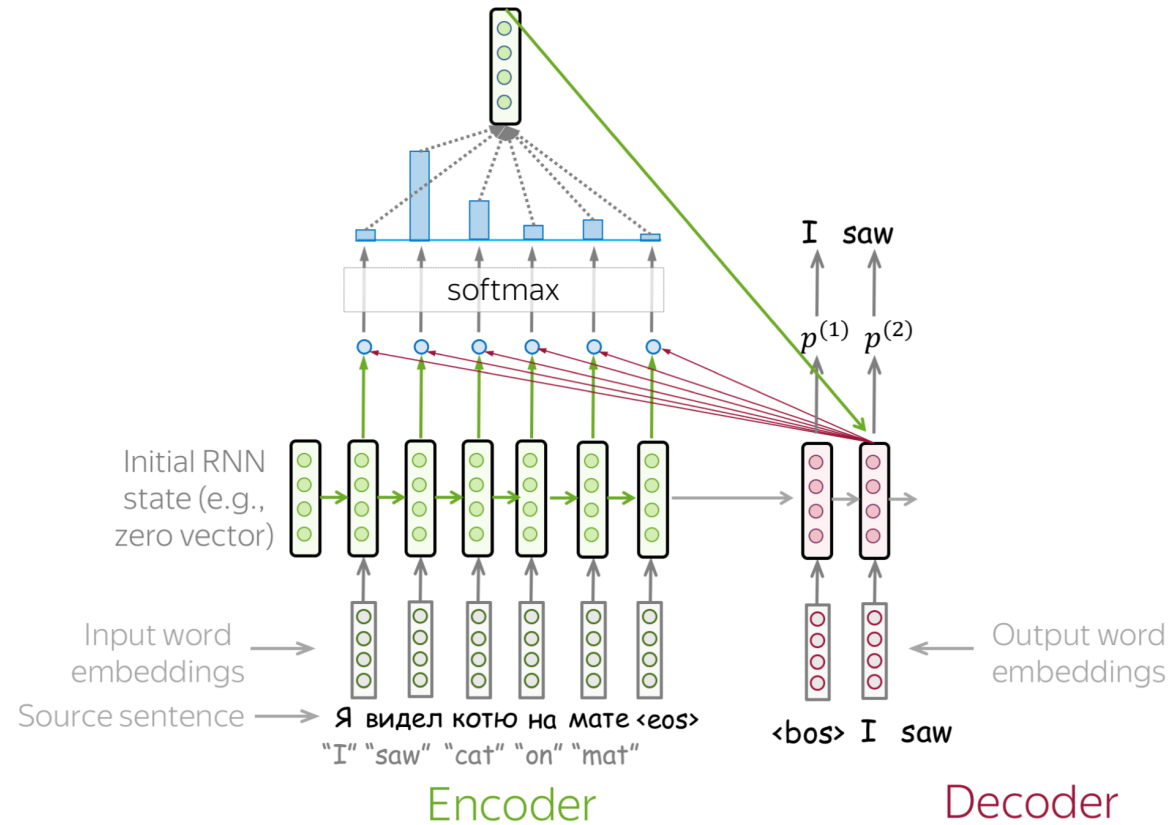 I saw
softmax
p^{(1)} p^{(2)}
Initial RNN
state (e.g.,
zero vector)
Input word
embeddings
Output word
embeddings
Source sentence
Я видел котю на мате <eos>
"I" "saw" "cat" "on" "mat"
<bos> I saw
Encoder
Decoder